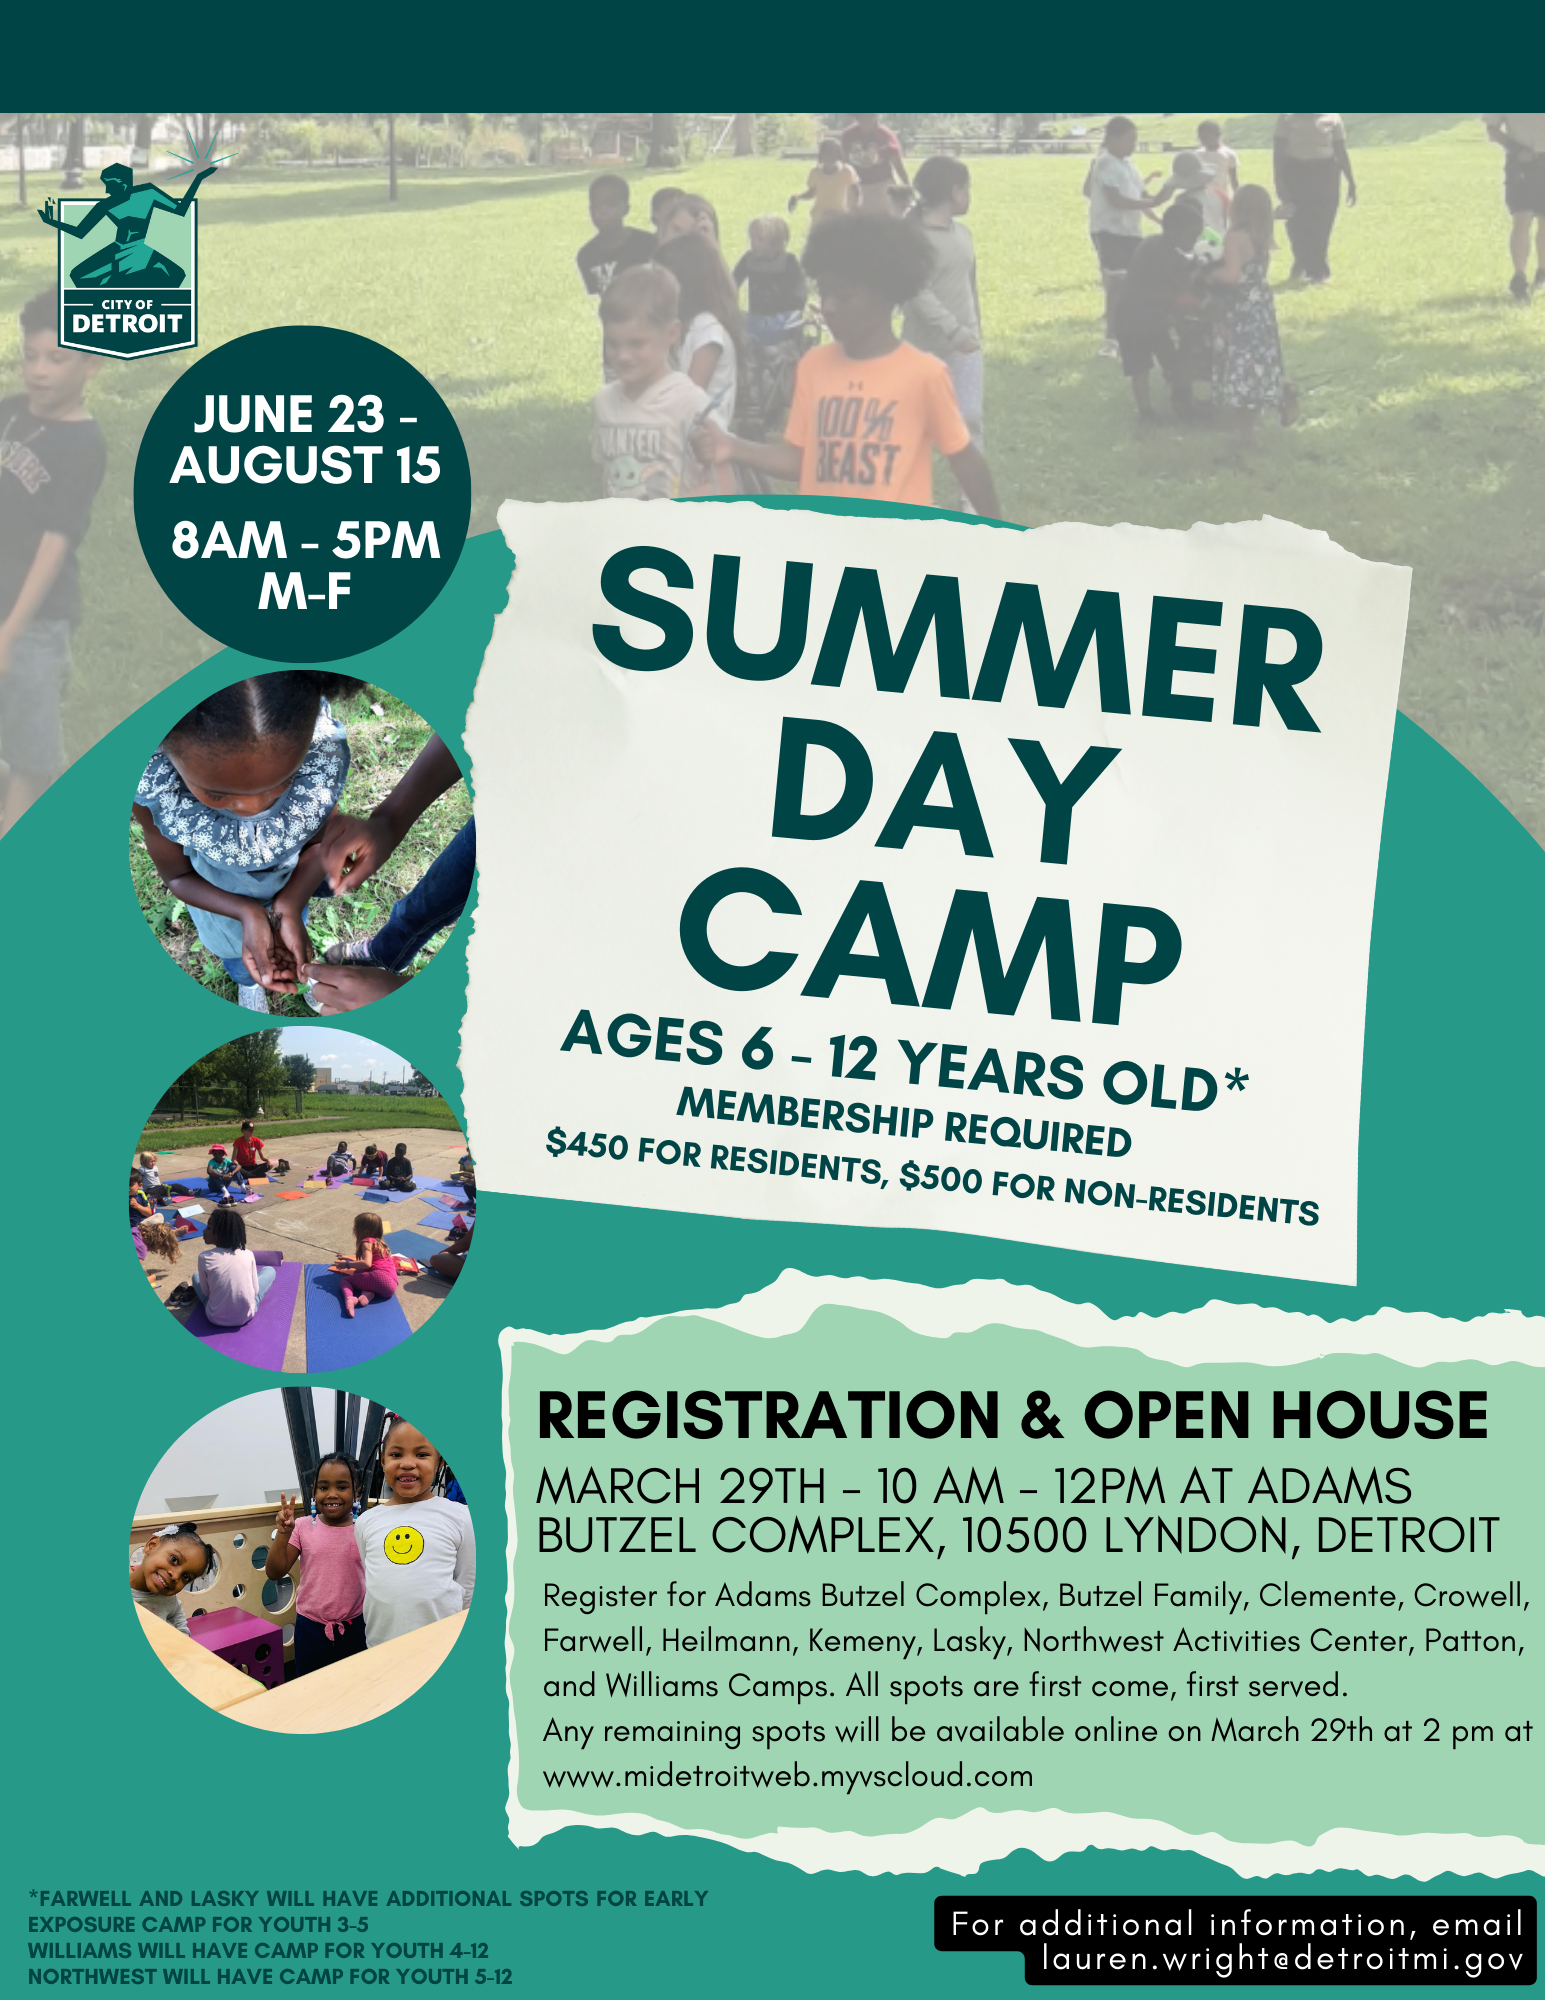 CITY OF
DETROIT
JUNE 23 -
AUGUST 15
8AM - 5PM
M-F
100%
BEAST
WANTED
SUMMER
DAY
CAMP
AGES 6 - 12 YEARS OLD*
MEMBERSHIP REQUIRED
$450 FOR RESIDENTS, $500 FOR NON-RESIDENTS
REGISTRATION & OPEN HOUSE
MARCH 29TH - 10 AM - 12PM AT ADAMS
BUTZEL COMPLEX, 10500 LYNDON, DETROIT
Register for Adams Butzel Complex, Butzel Family, Clemente, Crowell,
Farwell, Heilmann, Kemeny, Lasky, Northwest Activities Center, Patton,
and Williams Camps. All spots are first come, first served.
Any remaining spots will be available online on March 29th at 2 pm at
www.midetroitweb.myvscloud.com
*FARWELL AND LASKY WILL HAVE ADDITIONAL SPOTS FOR EARLY
EXPOSURE CAMP FOR YOUTH 3-5
WILLIAMS WILL HAVE CAMP FOR YOUTH 4-12
NORTHWEST WILL HAVE CAMP FOR YOUTH 5-12
For additional information, email
lauren.wright@detroitmi.gov